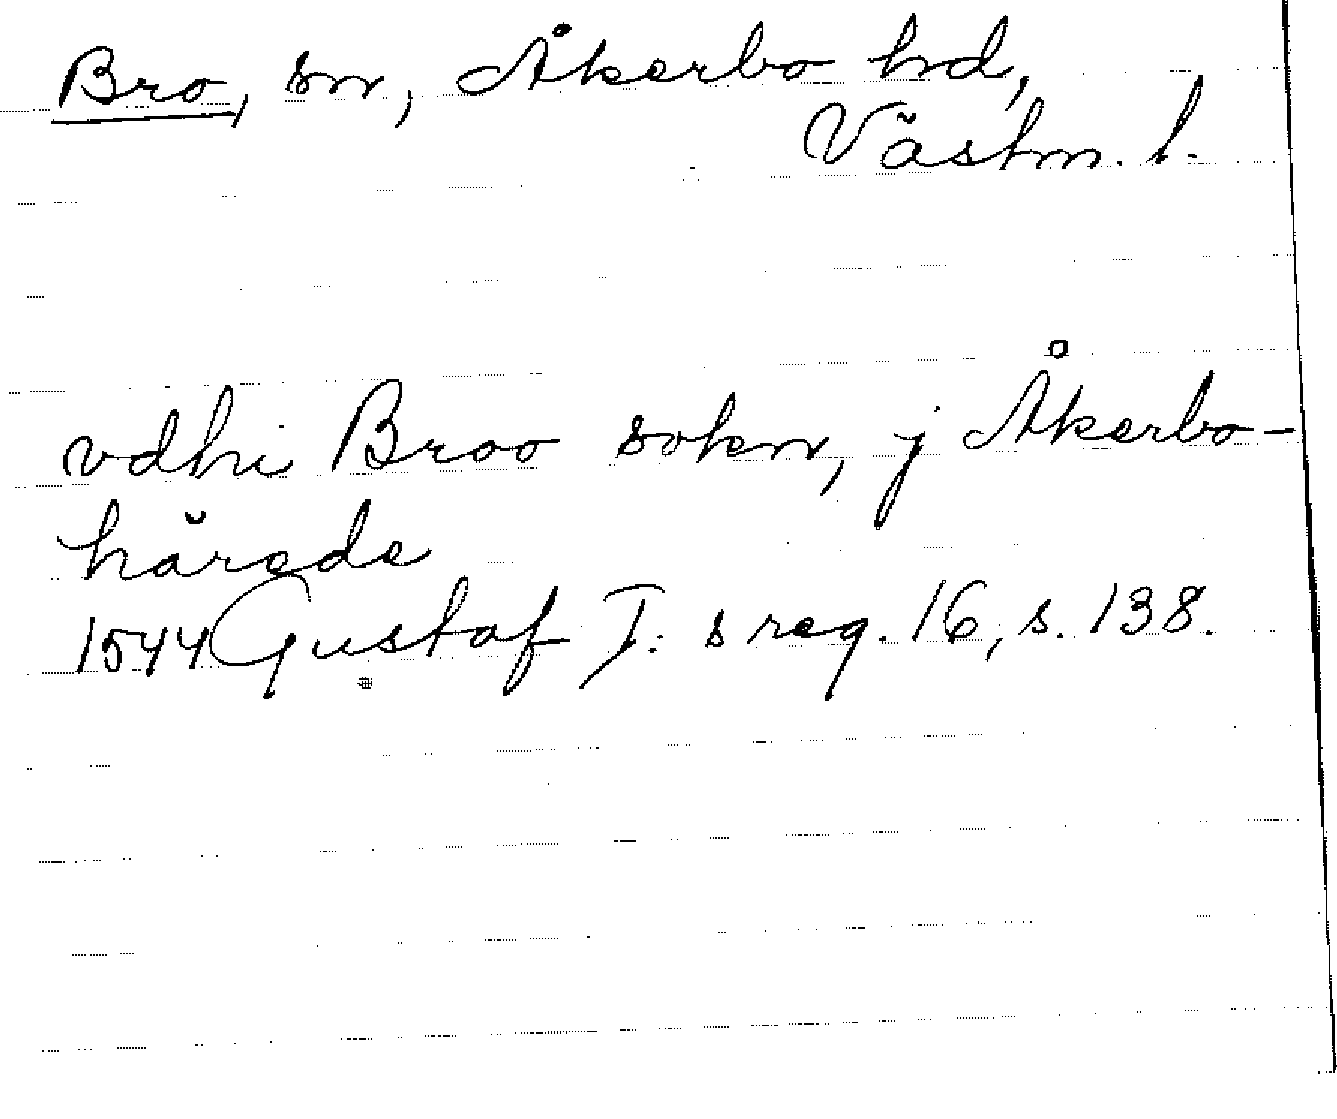 Bro, sn, Åkerbo hd,
Västm. l.
vdhi Broo sokn, j Åkerbo-
härede
1544 Gustaf I: s reg. 16, s. 138.